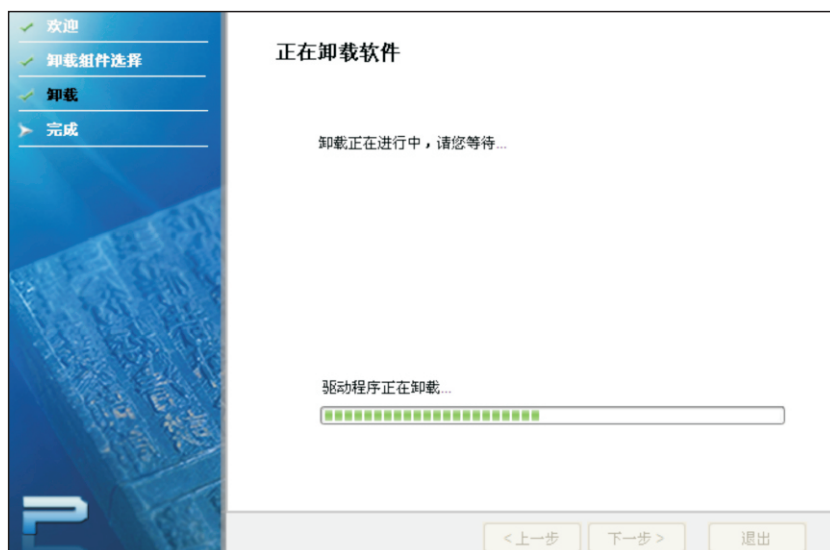 欢迎
卸载组件选择
卸载
完成
正在卸载软件
卸载正在进行中，请您等待...
驱动程序正在卸载...
<上一步
下一步>
退出